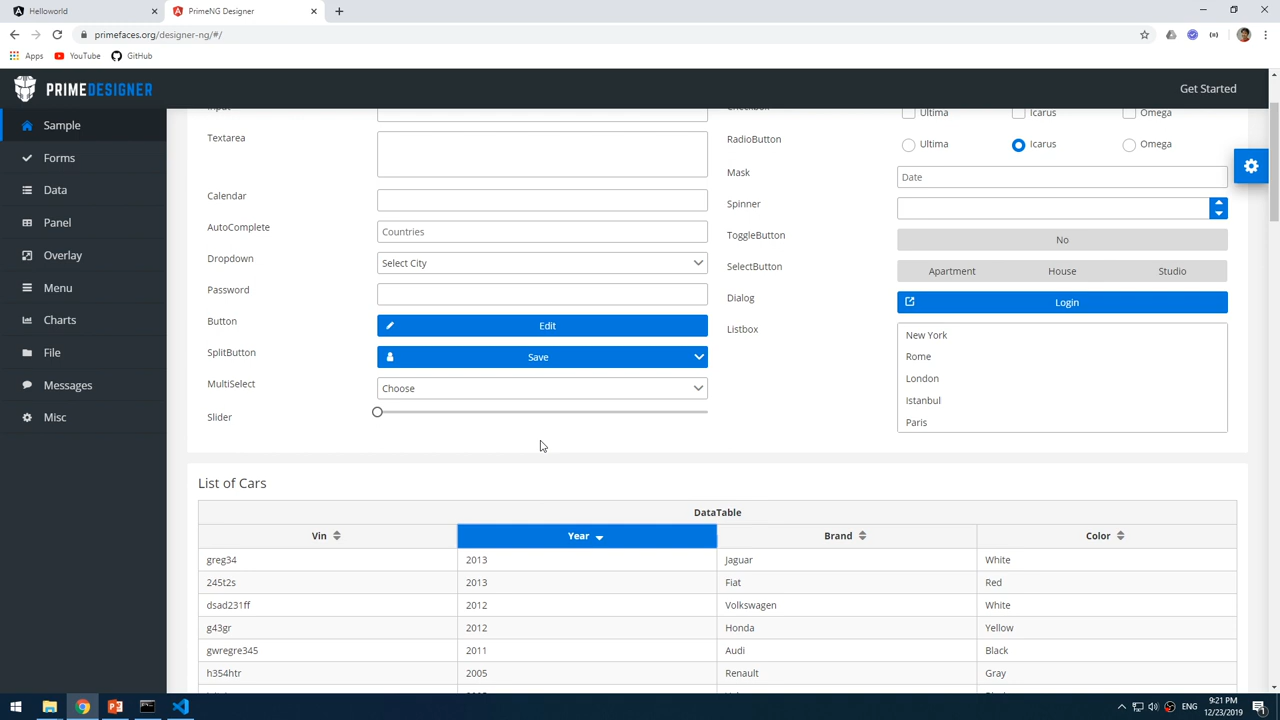 Helloworld
PrimeNG Designer
primefaces.org/designer-ng/#/
Apps YouTube GitHub
PRIMEDESIGNER
Get Started
Sample
Forms
Data
Panel
Overlay
Menu
Charts
File
Messages
Misc
Input
Textarea
Calendar
AutoComplete Countries
Dropdown Select City
Password
Button Edit
SplitButton Save
MultiSelect Choose
Slider
Checkbox Ultima Icarus Omega
RadioButton Ultima Icarus Omega
Mask Date
Spinner
ToggleButton No
SelectButton Apartment House Studio
Dialog Login
Listbox
New York
Rome
London
Istanbul
Paris
List of Cars
DataTable
Vin Year Brand Color
greg34 2013 Jaguar White
245t2s 2013 Fiat Red
dsad231ff 2012 Volkswagen White
g43gr 2012 Honda Yellow
gwregre345 2011 Audi Black
h354htr 2005 Renault Gray
ENG
9:21 PM
12/23/2019